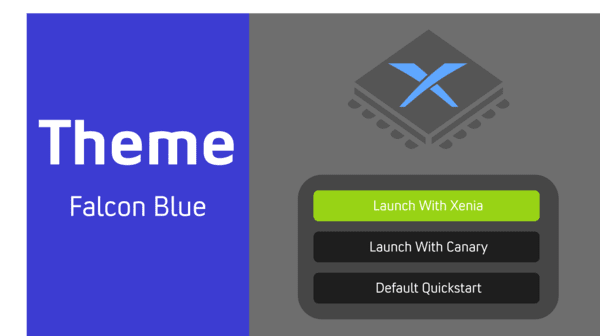 Theme
Falcon Blue
Launch With Xenia
Launch With Canary
Default Quickstart